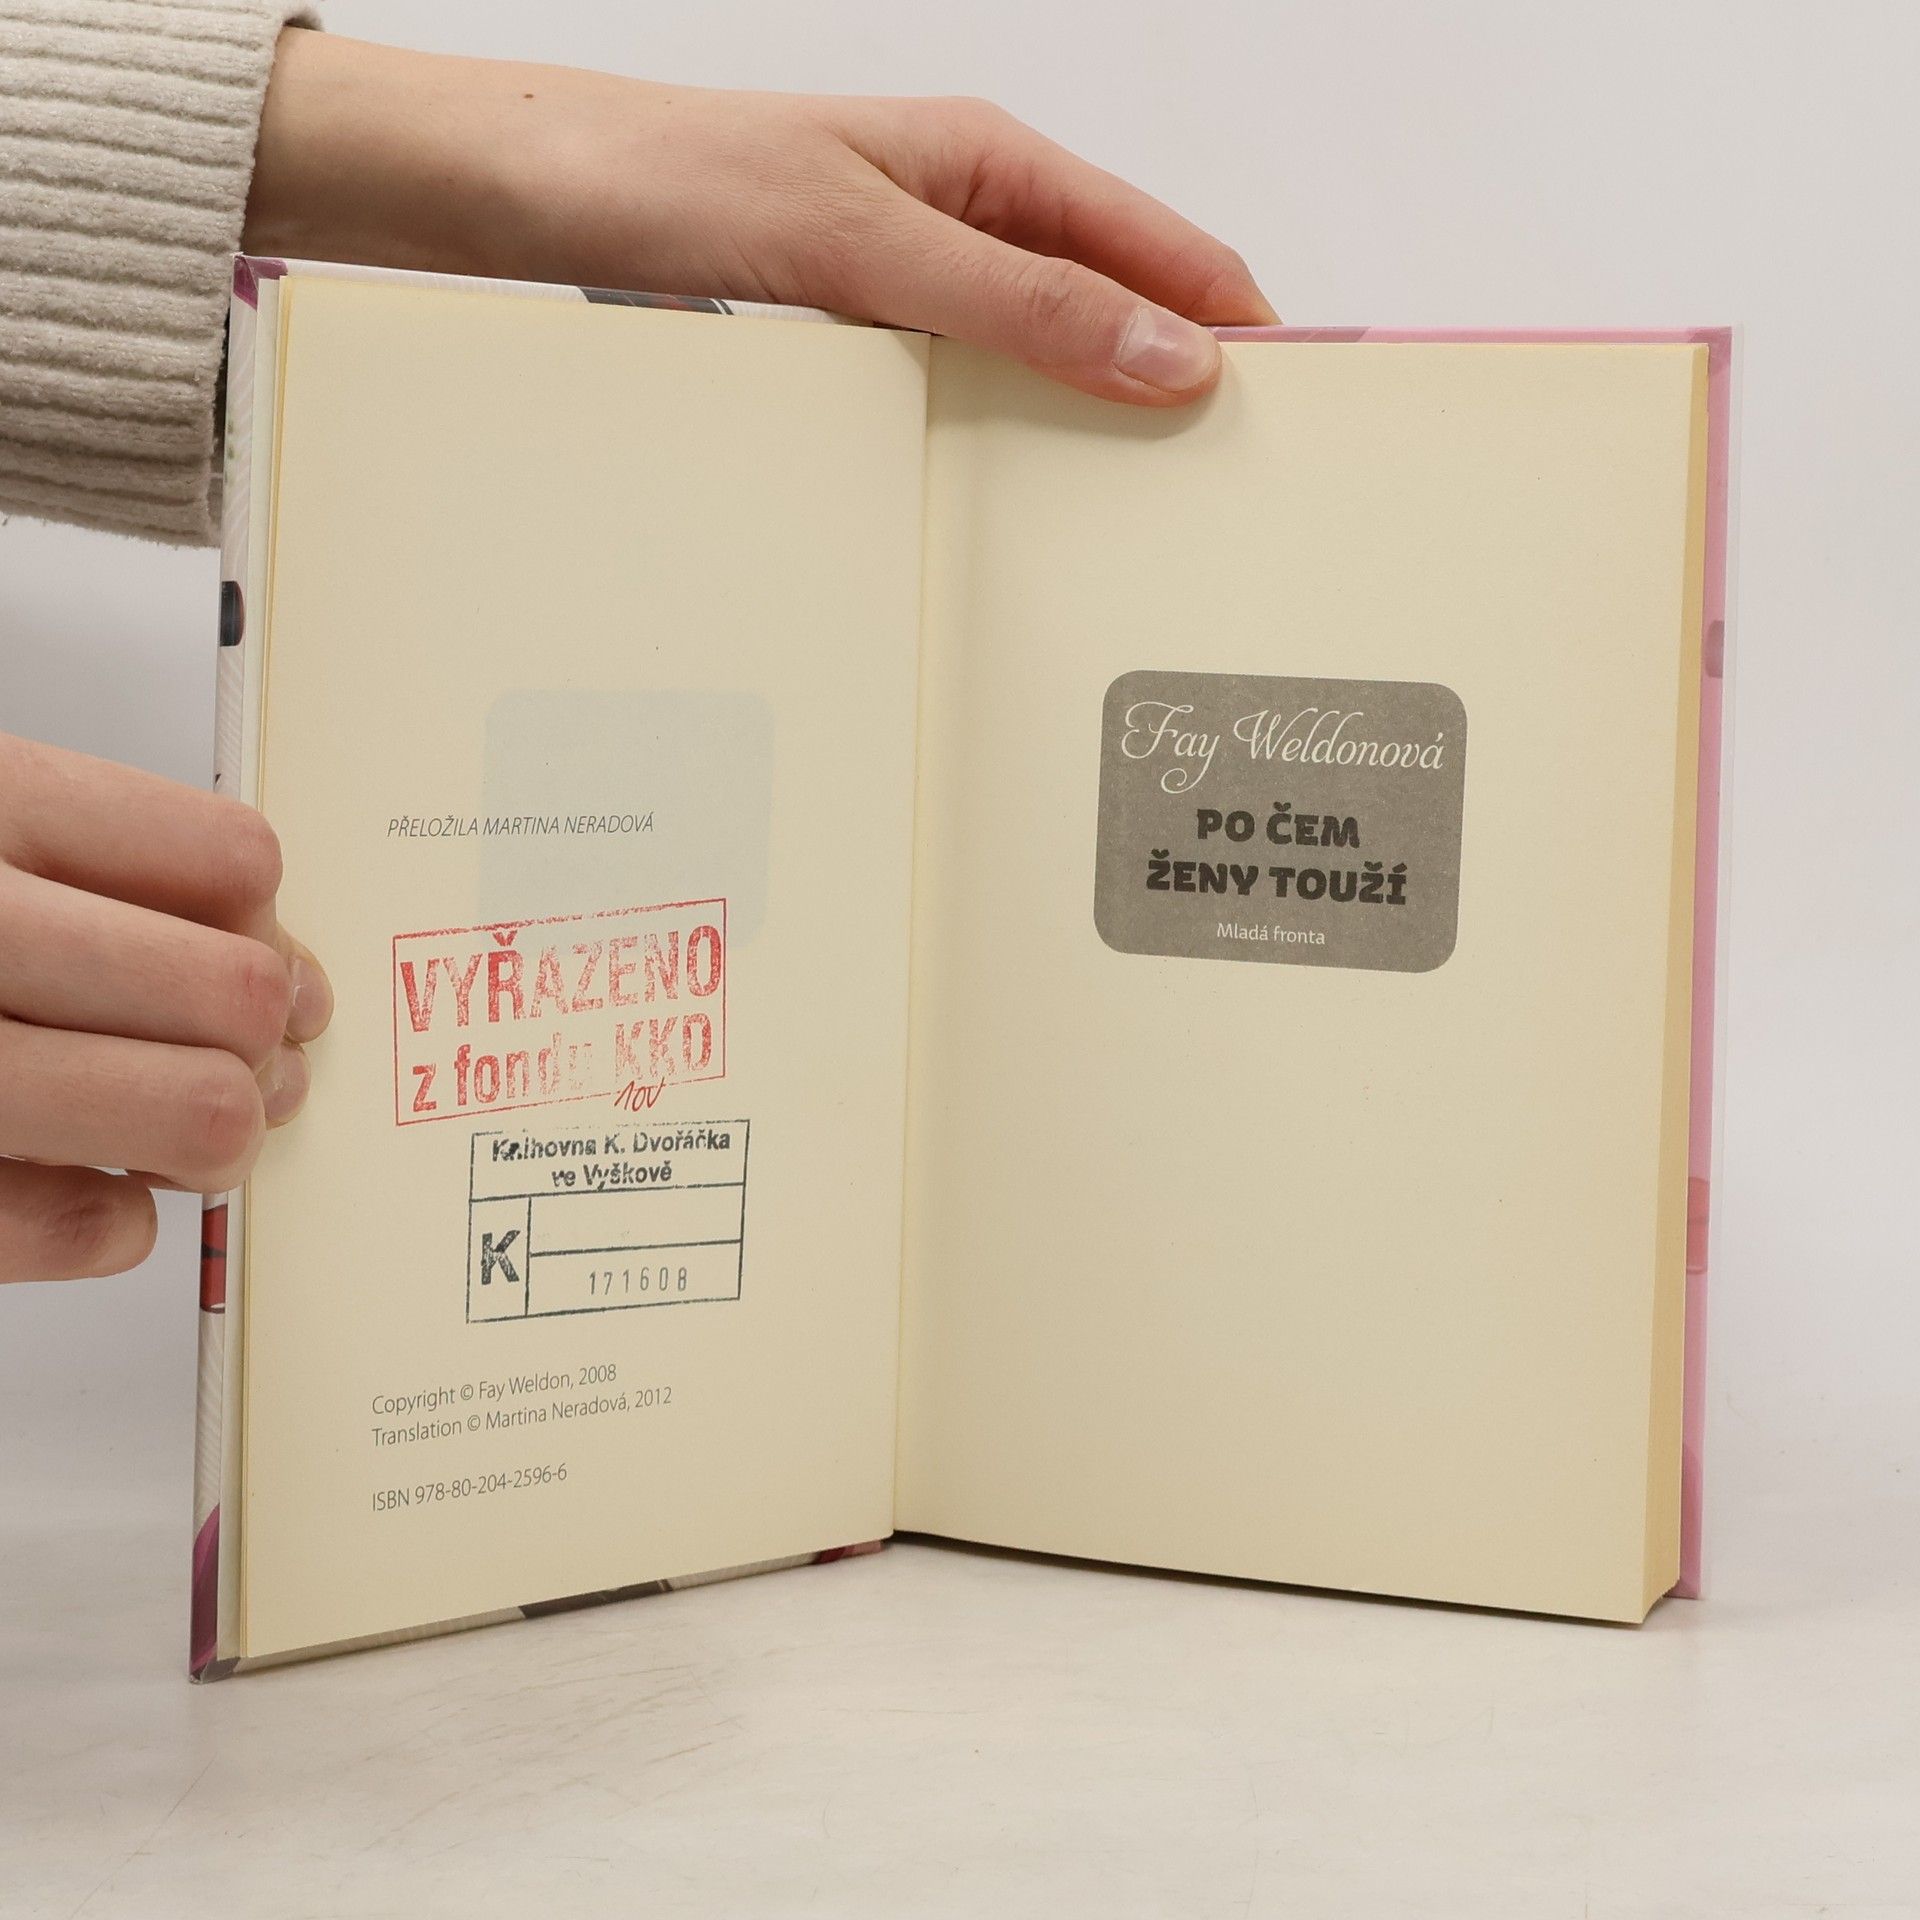 PŘELOŽILA MARTINA NERADOVÁ
VYŘAZENO
z fondu KKD
Knihovna K. Dvořáčka
ve Vyškově
K
171608
Copyright © Fay Weldon, 2008
Translation © Martina Neradová, 2012
ISBN 978-80-204-2596-6
Fay Weldonová
PO ČEM
ŽENY TOUŽÍ
Mladá fronta